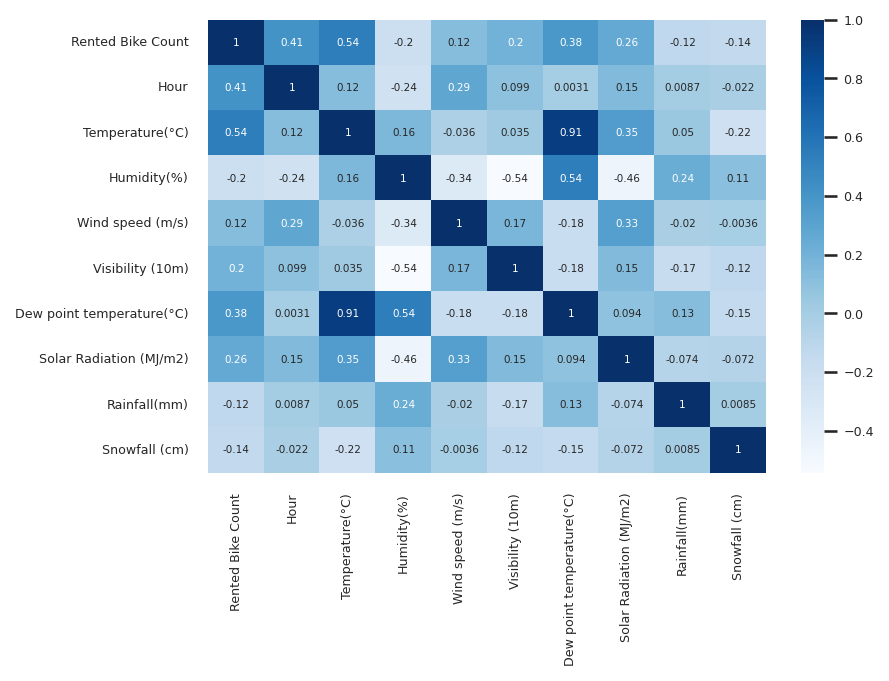 Rented Bike Count 1 0.41 0.54 -0.2 0.12 0.2 0.38 0.26 -0.12 -0.14
Hour 0.41 1 0.12 -0.24 0.29 0.099 0.0031 0.15 0.0087 -0.022
Temperature(°C) 0.54 0.12 1 0.16 -0.036 0.035 0.91 0.35 0.05 -0.22
Humidity(%) -0.2 -0.24 0.16 1 -0.34 -0.54 0.54 -0.46 0.24 0.11
Wind speed (m/s) 0.12 0.29 -0.036 -0.34 1 0.17 -0.18 0.33 -0.02 -0.0036
Visibility (10m) 0.2 0.099 0.035 -0.54 0.17 1 -0.18 0.15 -0.17 -0.12
Dew point temperature(°C) 0.38 0.0031 0.91 0.54 -0.18 -0.18 1 0.094 0.13 -0.15
Solar Radiation (MJ/m2) 0.26 0.15 0.35 -0.46 0.33 0.15 0.094 1 -0.074 -0.072
Rainfall(mm) -0.12 0.0087 0.05 0.24 -0.02 -0.17 0.13 -0.074 1 0.0085
Snowfall (cm) -0.14 -0.022 -0.22 0.11 -0.0036 -0.12 -0.15 -0.072 0.0085 1
Rented Bike Count
Hour
Temperature(°C)
Humidity(%)
Wind speed (m/s)
Visibility (10m)
Dew point temperature(°C)
Solar Radiation (MJ/m2)
Rainfall(mm)
Snowfall (cm)
1.0
0.8
0.6
0.4
0.2
0.0
−0.2
−0.4